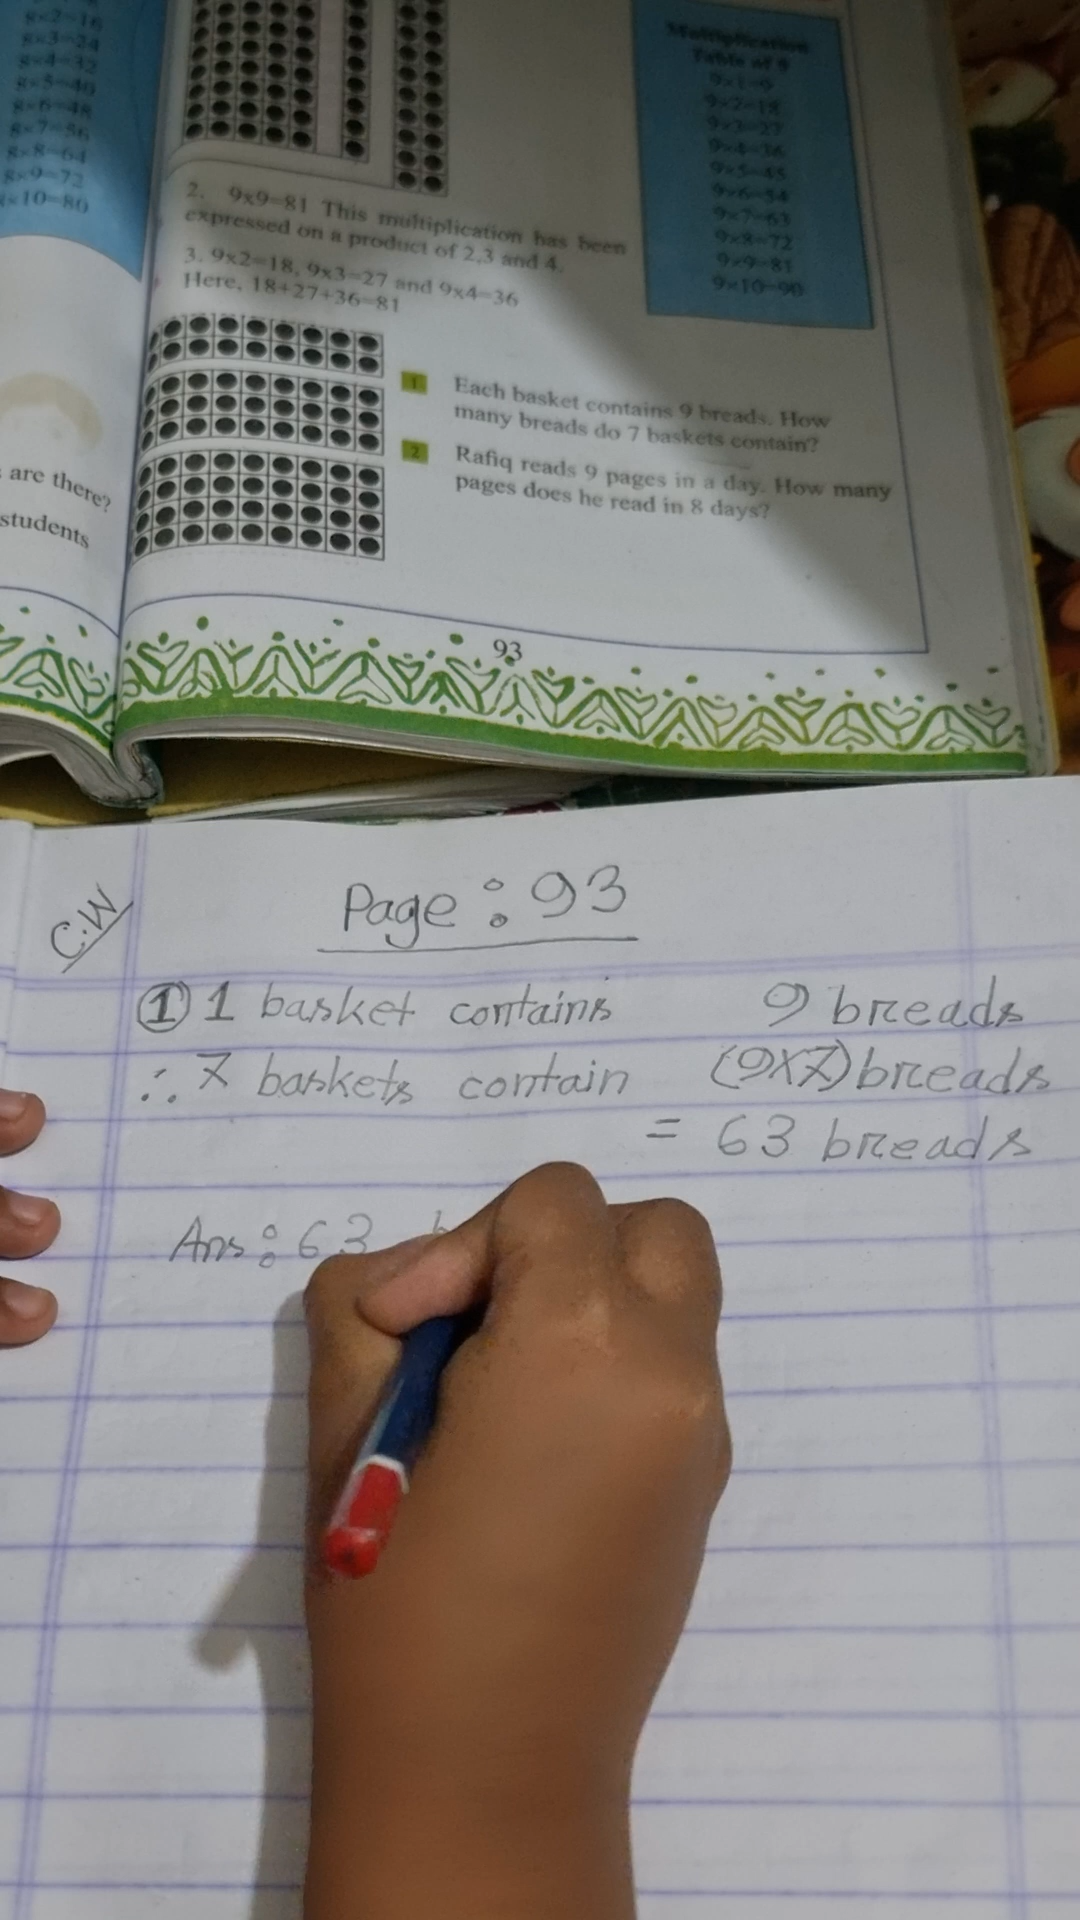 8×2=16
8×3=24
8×4=32
8×5=40
8×6=48
8×7=56
8×8=64
8×9=72
×10=80
are there?
students
2. 9×9=81 This multiplication has been
expressed on a product of 2,3 and 4.
3. 9×2=18, 9×3=27 and 9×4=36
Here, 18+27+36=81
Multiplication
Table of 9
9×1=9
9×2=18
9×3=27
9×4=36
9×5=45
9×6=54
9×7=63
9×8=72
9×9=81
9×10=90
1 Each basket contains 9 breads. How
many breads do 7 baskets contain?
2 Rafiq reads 9 pages in a day. How many
pages does he read in 8 days?
93
C.W
Page : 93
① 1 basket contains 9 breads
∴ 7 baskets contain (9×7) breads
= 63 breads
Ans : 63